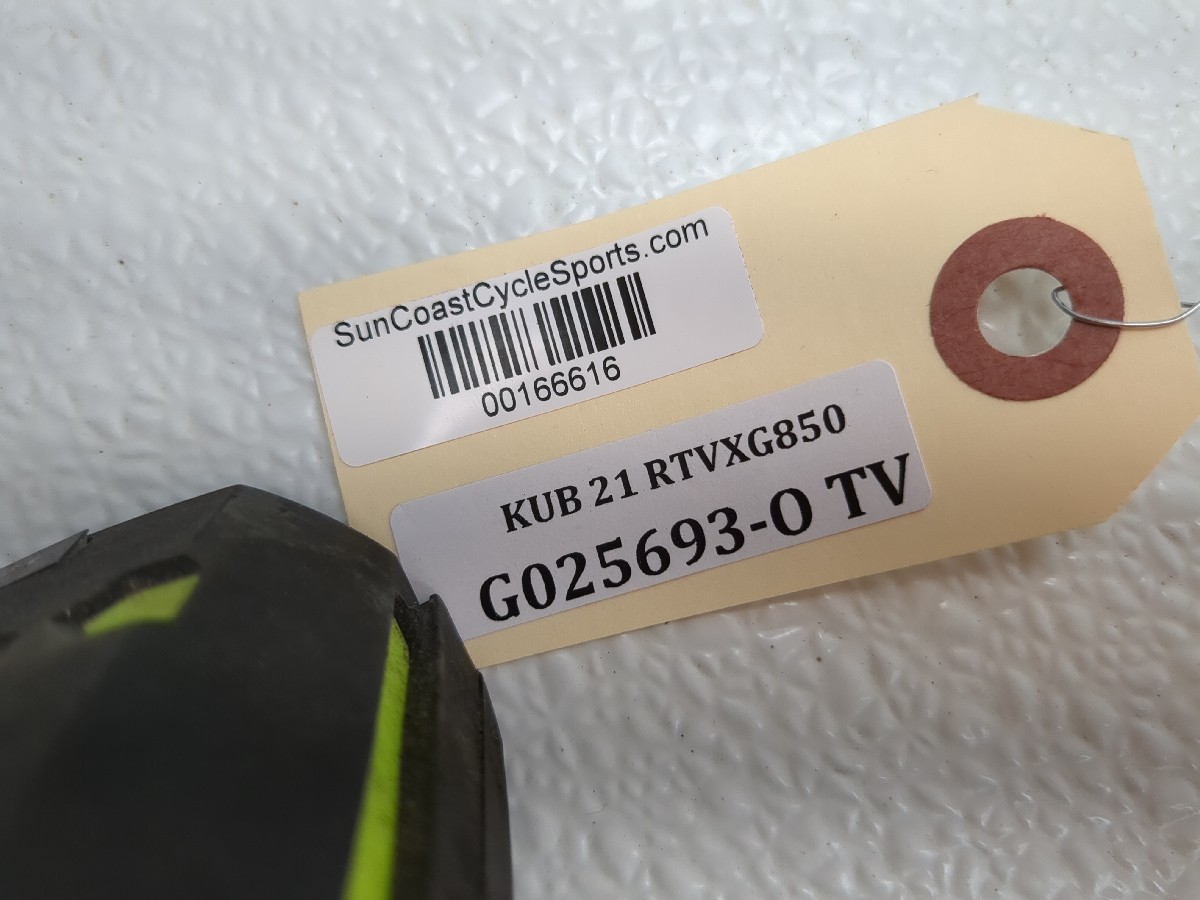 SunCoastCycleSports.com
00166616
KUB 21 RTVXG850
G025693-O TV